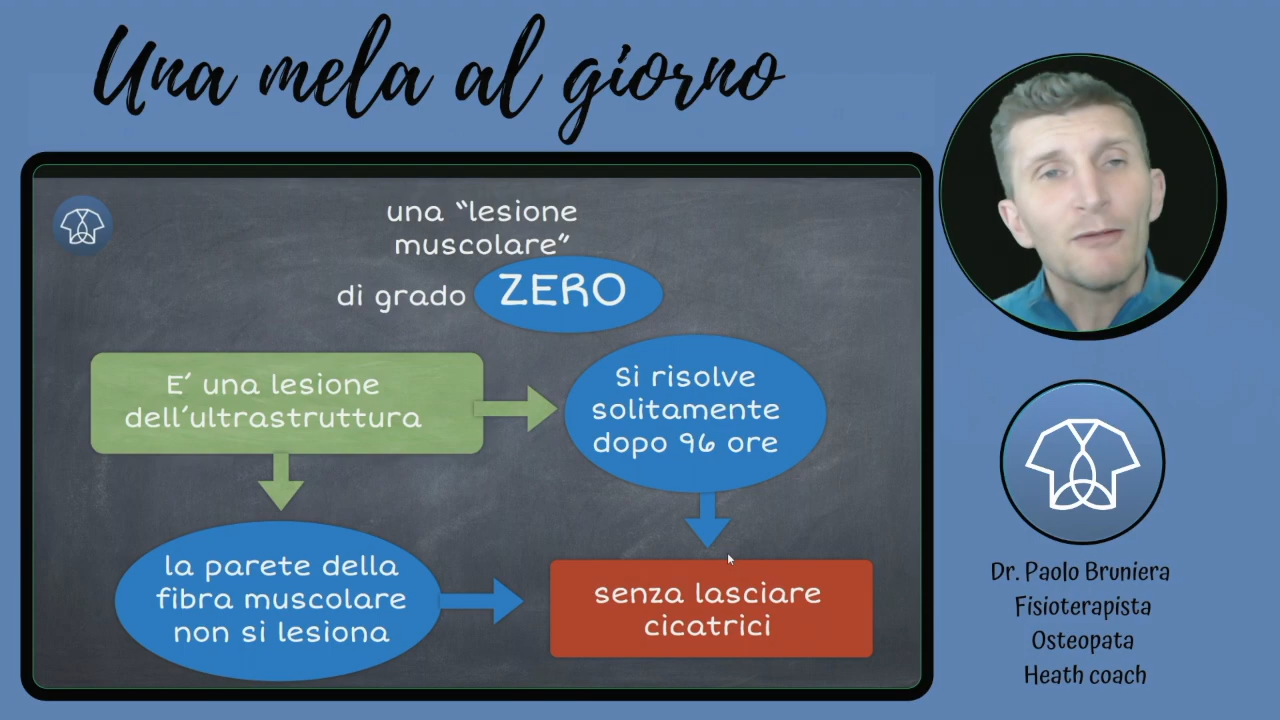 Una mela al giorno
una “lesione
muscolare”
di grado ZERO
E’ una lesione
dell’ultrastruttura
Si risolve
solitamente
dopo 96 ore
la parete della
fibra muscolare
non si lesiona
senza lasciare
cicatrici
Dr. Paolo Bruniera
Fisioterapista
Osteopata
Heath coach